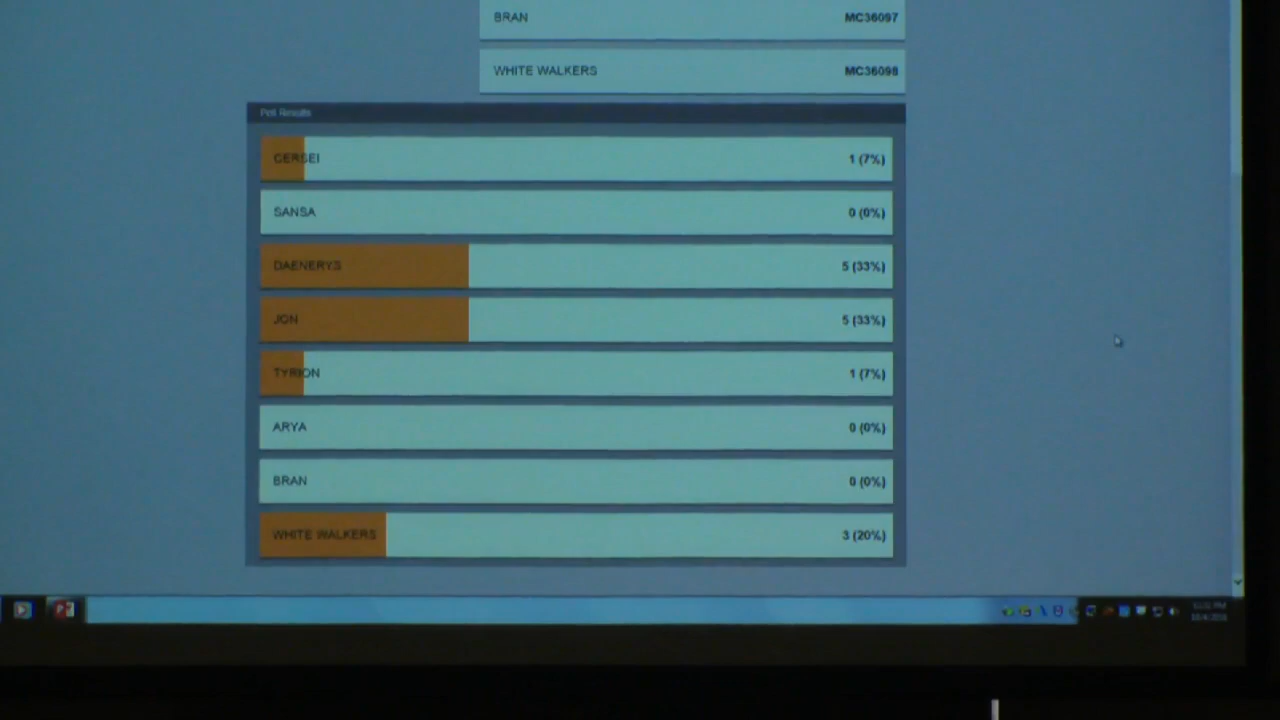 BRAN MC36097
WHITE WALKERS MC36098
Poll Results
CERSEI 1 (7%)
SANSA 0 (0%)
DAENERYS 5 (33%)
JON 5 (33%)
TYRION 1 (7%)
ARYA 0 (0%)
BRAN 0 (0%)
WHITE WALKERS 3 (20%)